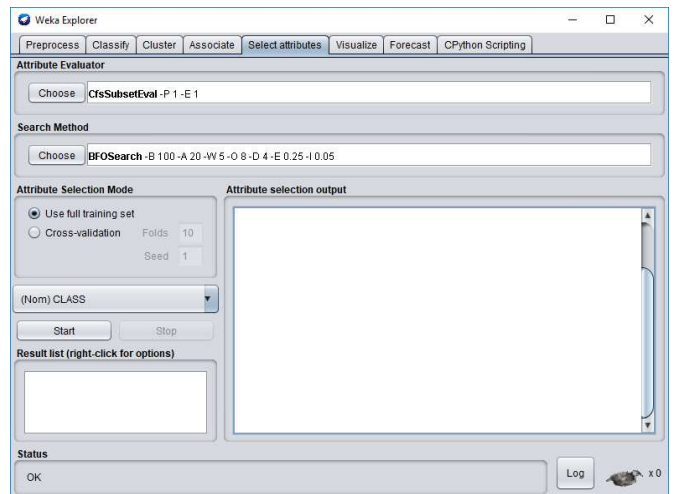 Weka Explorer
Preprocess Classify Cluster Associate Select attributes Visualize Forecast CPython Scripting
Attribute Evaluator
Choose CfsSubsetEval -P 1 -E 1
Search Method
Choose BFOSearch -B 100 -A 20 -W 5 -O 8 -D 4 -E 0.25 -I 0.05
Attribute Selection Mode
Use full training set
Cross-validation Folds 10
Seed 1
(Nom) CLASS
Start Stop
Result list (right-click for options)
Attribute selection output
Status
OK
Log x 0